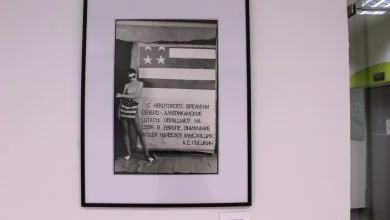 С НЕКОТОРОГО ВРЕМЕНИ
СЕВЕРО-АМЕРИКАНСКИЕ
ШТАТЫ ОБРАЩАЮТ НА
СЕБЯ В ЕВРОПЕ ВНИМАНИЕ
ЛЮДЕЙ НАИБОЛЕЕ МЫСЛЯЩИХ
А.С. ПУШКИН